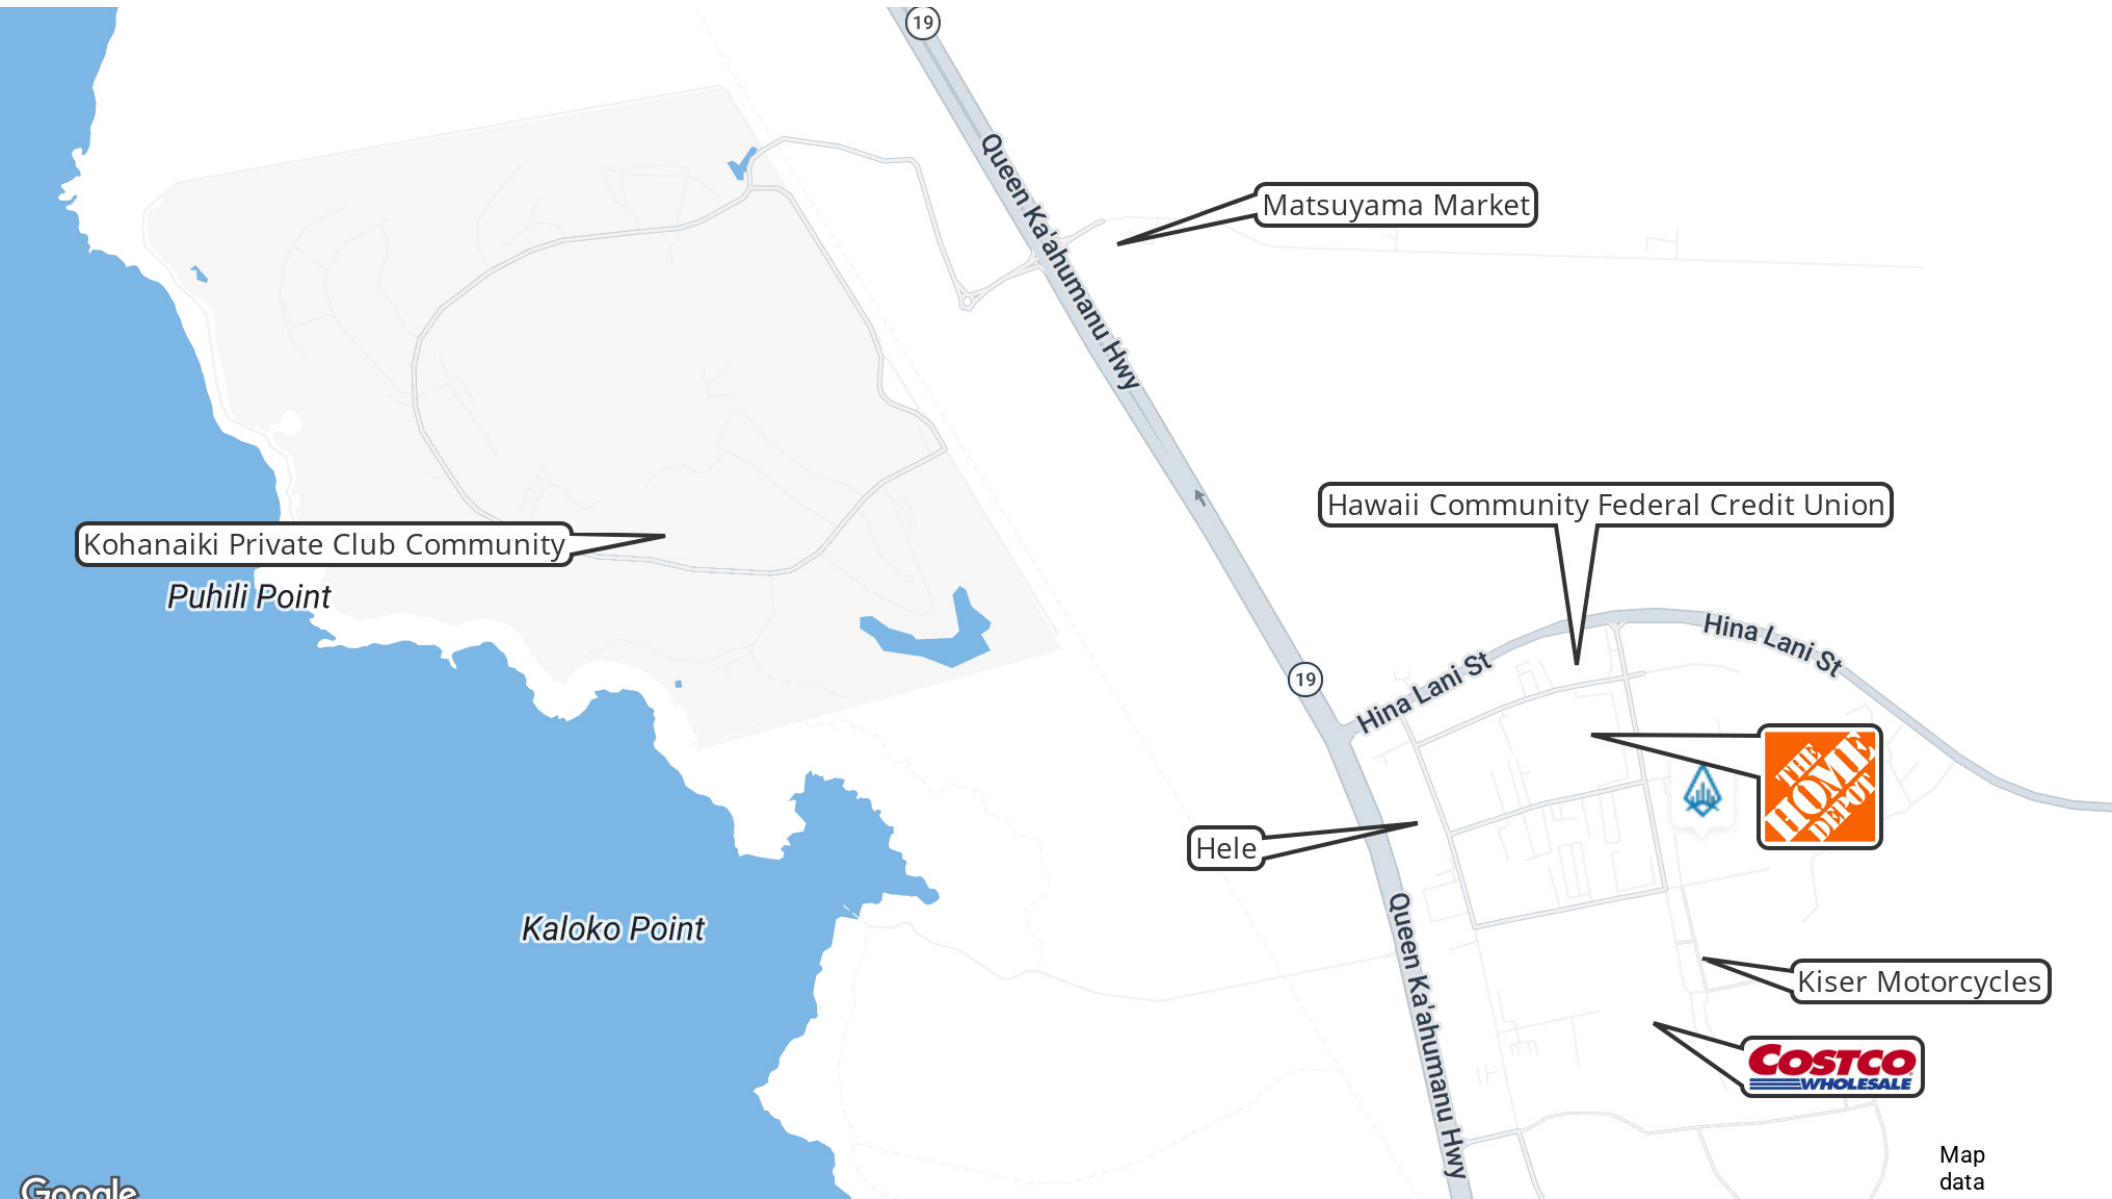 19
Queen Ka'ahumanu Hwy
Matsuyama Market
Hawaii Community Federal Credit Union
Kohanaiki Private Club Community
Puhili Point
Hina Lani St
Hina Lani St
19
THE
HOME
DEPOT
Hele
Kaloko Point
Queen Ka'ahumanu Hwy
Kiser Motorcycles
COSTCO
WHOLESALE
Map
data
Google